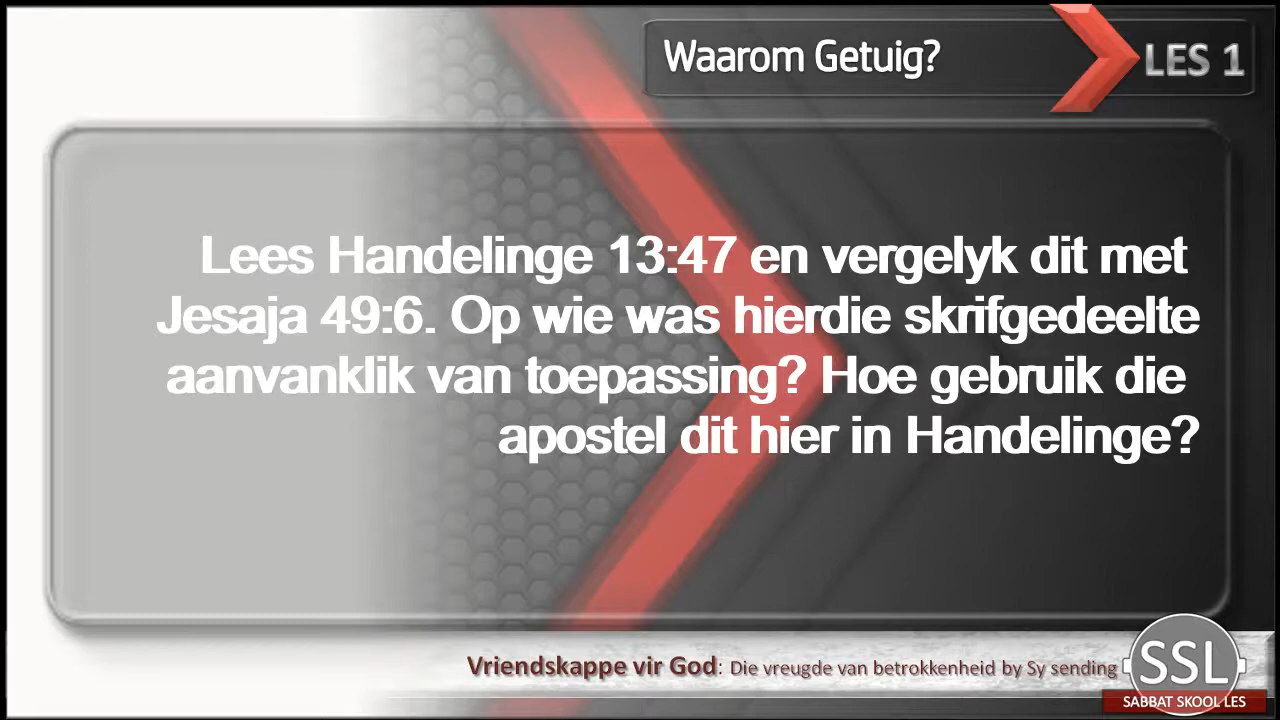 Waarom Getuig?
LES 1
Lees Handelinge 13:47 en vergelyk dit met
Jesaja 49:6. Op wie was hierdie skrifgedeelte
aanvanklik van toepassing? Hoe gebruik die
apostel dit hier in Handelinge?
Vriendskappe vir God: Die vreugde van betrokkenheid by Sy sending
SSL
SABBAT SKOOL LES